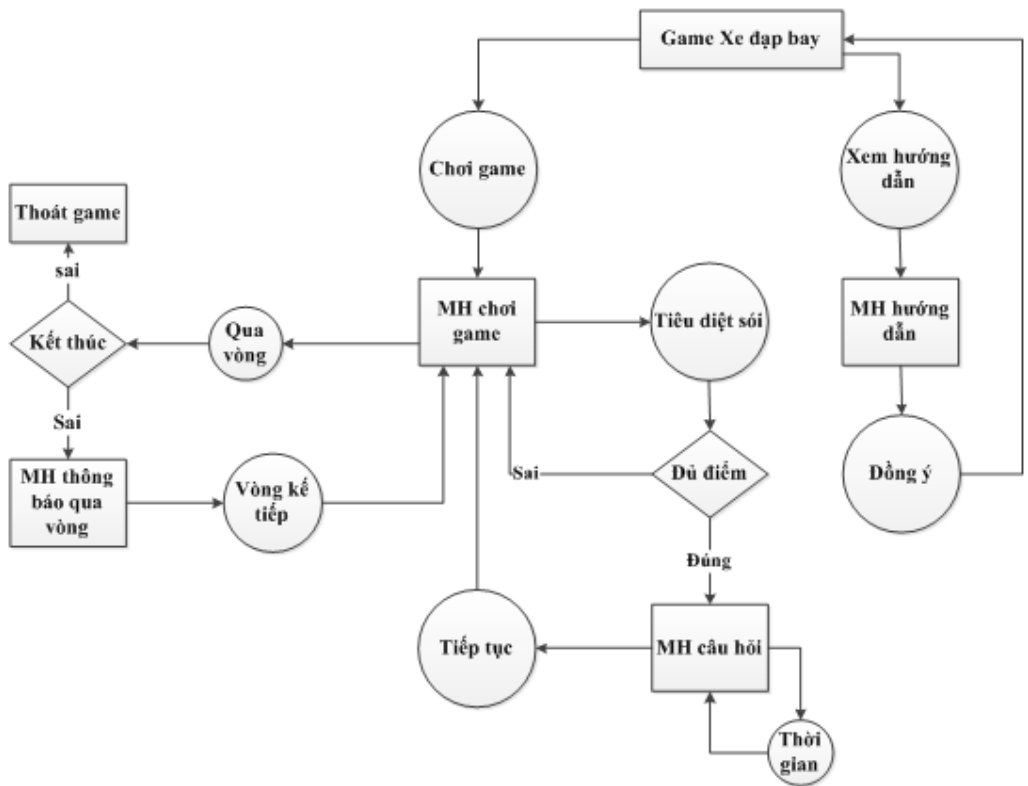 Game Xe đạp bay
Chơi game
Xem hướng
dẫn
Thoát game
sai
MH chơi
game
Tiêu diệt sói
MH hướng
dẫn
Qua
vòng
Kết thúc
Sai
MH thông
báo qua
vòng
Vòng kế
tiếp
Sai
Đủ điểm
Đồng ý
Đúng
Tiếp tục
MH câu hỏi
Thời
gian